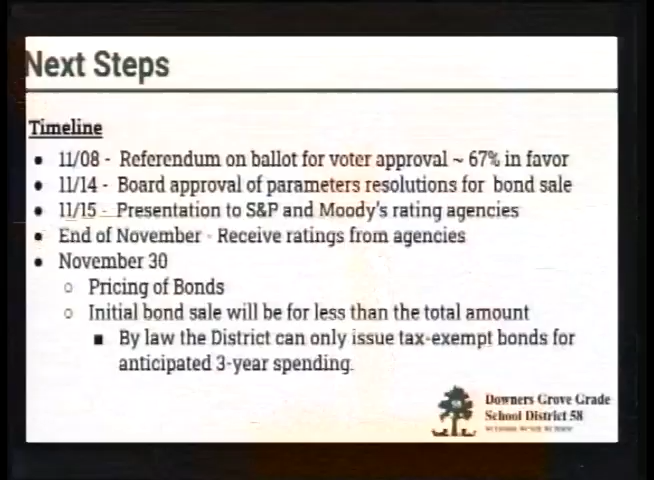 Next Steps
Timeline
● 11/08 - Referendum on ballot for voter approval ~ 67% in favor
● 11/14 - Board approval of parameters resolutions for bond sale
● 11/15 - Presentation to S&P and Moody's rating agencies
● End of November - Receive ratings from agencies
● November 30
○ Pricing of Bonds
○ Initial bond sale will be for less than the total amount
■ By law the District can only issue tax-exempt bonds for
anticipated 3-year spending.
Downers Grove Grade
School District 58